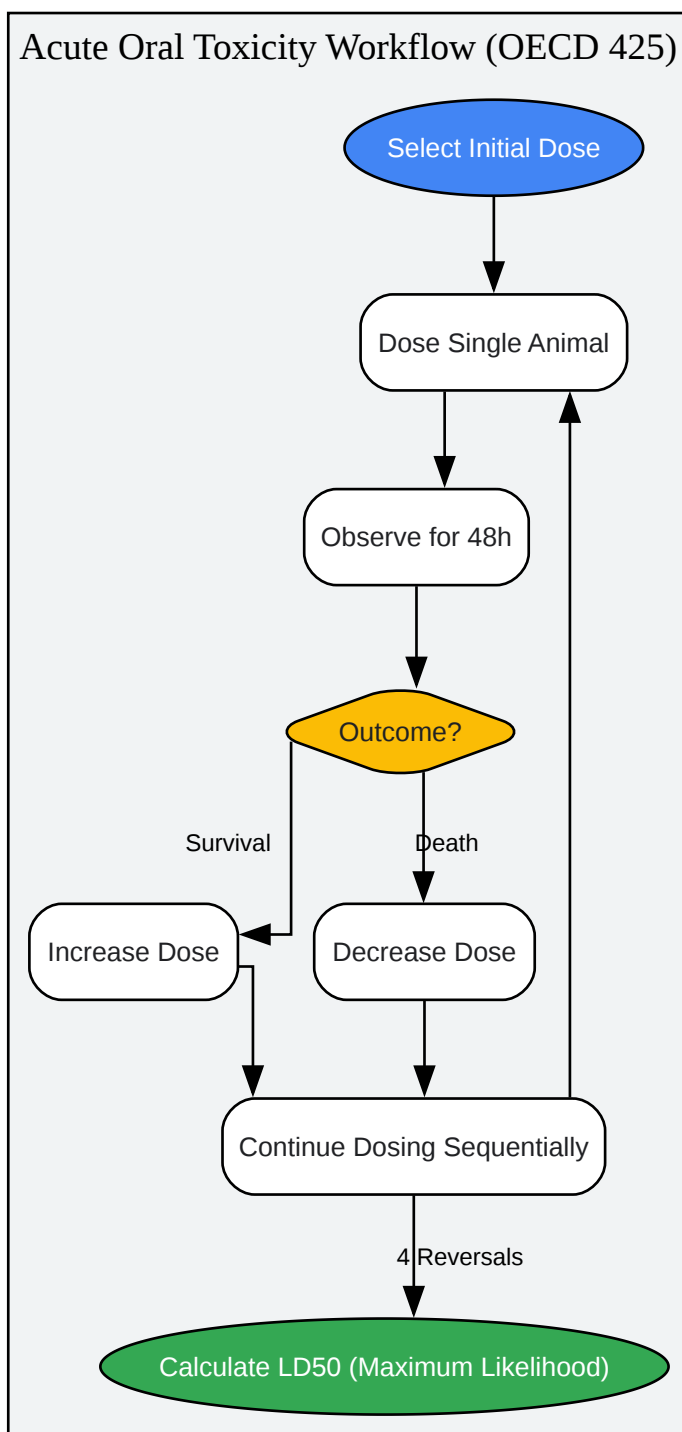 Acute Oral Toxicity Workflow (OECD 425)
Select Initial Dose
Dose Single Animal
Observe for 48h
Outcome?
Survival
Death
Increase Dose
Decrease Dose
Continue Dosing Sequentially
4 Reversals
Calculate LD50 (Maximum Likelihood)